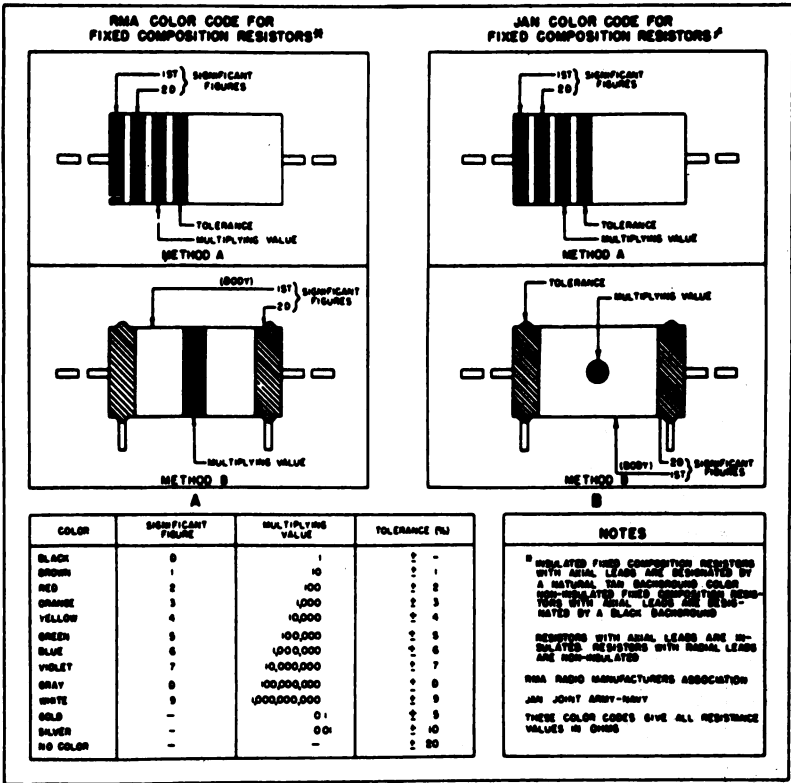 RMA COLOR CODE FOR
FIXED COMPOSITION RESISTORS
1ST
2D
SIGNIFICANT
FIGURES
TOLERANCE
MULTIPLYING VALUE
METHOD A
(BODY)
1ST
2D
SIGNIFICANT
FIGURES
MULTIPLYING VALUE
METHOD B
A
JAN COLOR CODE FOR
FIXED COMPOSITION RESISTORS
1ST
2D
SIGNIFICANT
FIGURES
TOLERANCE
MULTIPLYING VALUE
METHOD A
TOLERANCE
MULTIPLYING VALUE
2D
(BODY)
1ST
SIGNIFICANT
FIGURES
METHOD B
B
COLOR SIGNIFICANT FIGURE MULTIPLYING VALUE TOLERANCE (%)
BLACK 0 1 ± -
BROWN 1 10 ± 1
RED 2 100 ± 2
ORANGE 3 1,000 ± 3
YELLOW 4 10,000 ± 4
GREEN 5 100,000 ± 5
BLUE 6 1,000,000 ± 6
VIOLET 7 10,000,000 ± 7
GRAY 8 100,000,000 ± 8
WHITE 9 1,000,000,000 ± 9
GOLD - 0.1 ± 5
SILVER - 0.01 ± 10
NO COLOR - - ± 20
NOTES
INSULATED FIXED COMPOSITION RESISTORS
WITH AXIAL LEADS ARE DESIGNATED BY
A NATURAL TAN BACKGROUND COLOR
NON-INSULATED FIXED COMPOSITION RESIS-
TORS WITH AXIAL LEADS ARE DESIG-
NATED BY A BLACK BACKGROUND
RESISTORS WITH AXIAL LEADS ARE IN-
SULATED. RESISTORS WITH RADIAL LEADS
ARE NON-INSULATED
RMA RADIO MANUFACTURERS ASSOCIATION
JAN JOINT ARMY-NAVY
THESE COLOR CODES GIVE ALL RESISTANCE
VALUES IN OHMS